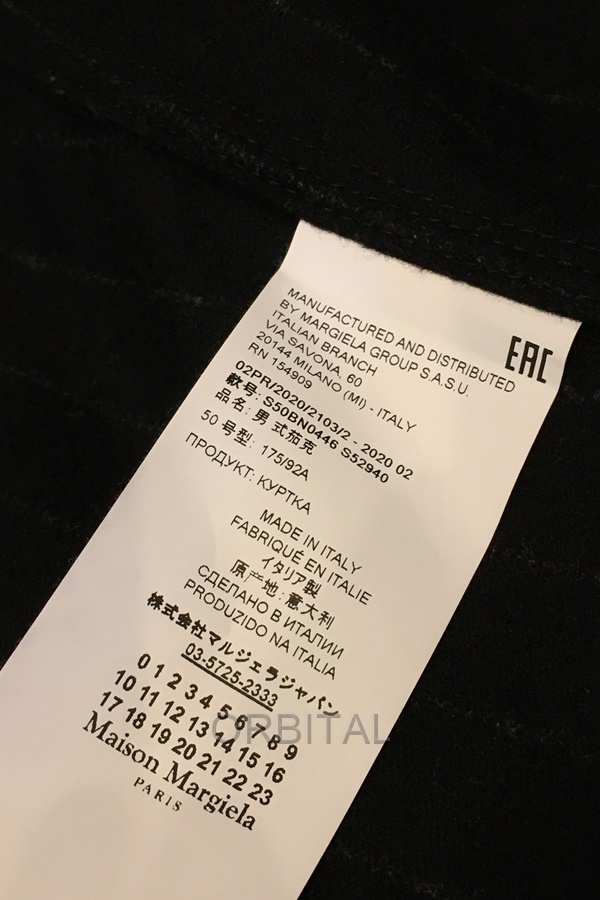 MANUFACTURED AND DISTRIBUTED
BY MARGIELA GROUP S.A.S.U.
ITALIAN BRANCH
VIA SAVONA, 60
20144 MILANO (MI) - ITALY
RN 154909
EAC
02PR/2020/2103/2 - 2020 02
款号: S50BN0446 S52940
品名: 男 式茄克
50 号型: 175/92A
ПРОДУКТ: КУРТКА
MADE IN ITALY
FABRIQUÉ EN ITALIE
イタリア製
原产地: 意大利
СДЕЛАНО В ИТАЛИИ
PRODUZIDO NA ITALIA
株式会社マルジェラジャパン
03-5725-2333
0 1 2 3 4 5 6 7 8 9
10 11 12 13 14 15 16
17 18 19 20 21 22 23
Maison Margiela
PARIS
ORBITAL